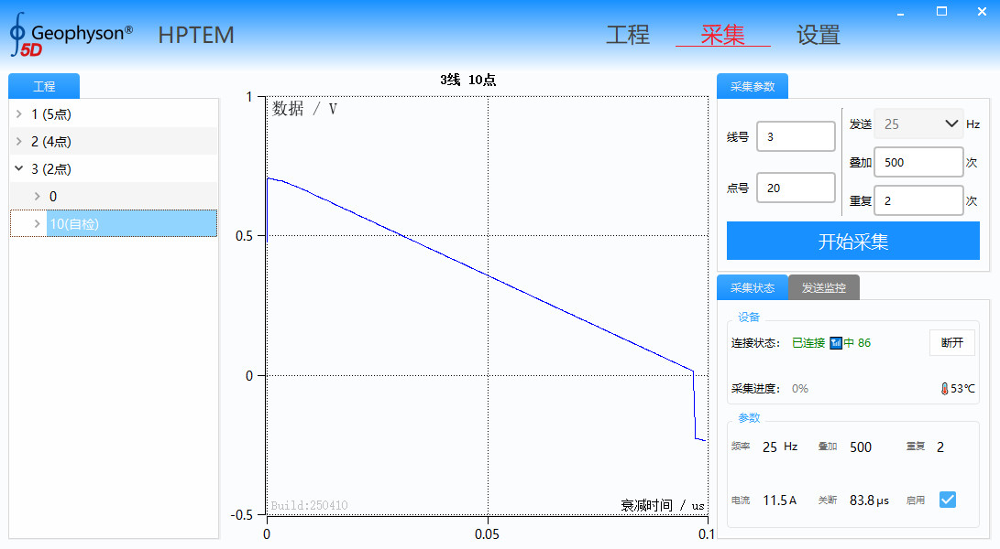 Geophyson® 5D HPTEM 工程 采集 设置
工程
1 (5点)
2 (4点)
3 (2点)
0
10(自检)
3线 10点
数据 / V
1
0.5
0
-0.5
Build:250410
衰减时间 / us
0 0.05 0.1
采集参数
线号 3
点号 20
发送 25 Hz
叠加 500 次
重复 2 次
开始采集
采集状态 发送监控
设备
连接状态: 已连接 中 86 断开
采集进度: 0% 53℃
参数
频率 25 Hz 叠加 500 重复 2
电流 11.5 A 关断 83.8 μs 启用